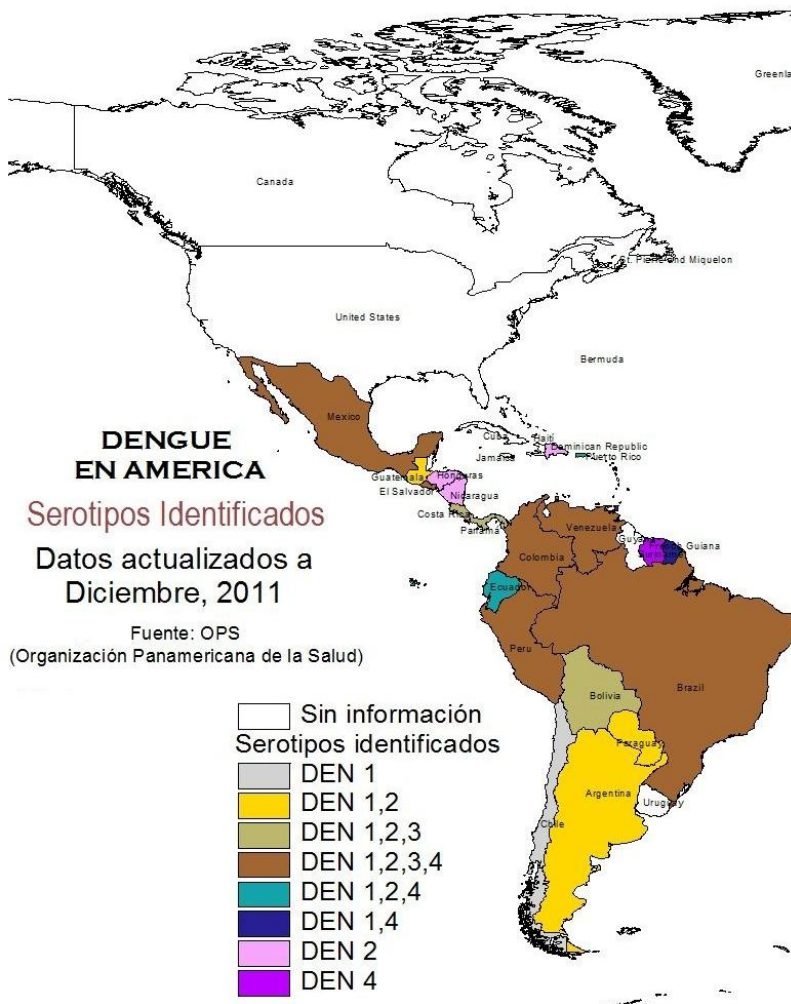 Greenla
Canada
St. Pierre and Miquelon
United States
Bermuda
Mexico
Cuba
Haití
Dominican Republic
Jamaica
Puerto Rico
DENGUE
EN AMERICA
Guatemala
Honduras
El Salvador
Nicaragua
Serotipos Identificados
Costa Rica
Panamá
Venezuela
Guyana
French Guiana
Suriname
Colombia
Datos actualizados a
Diciembre, 2011
Ecuador
Fuente: OPS
(Organización Panamericana de la Salud)
Peru
Brazil
Bolivia
Paraguay
Argentina
Uruguay
Chile
Sin información
Serotipos identificados
DEN 1
DEN 1,2
DEN 1,2,3
DEN 1,2,3,4
DEN 1,2,4
DEN 1,4
DEN 2
DEN 4